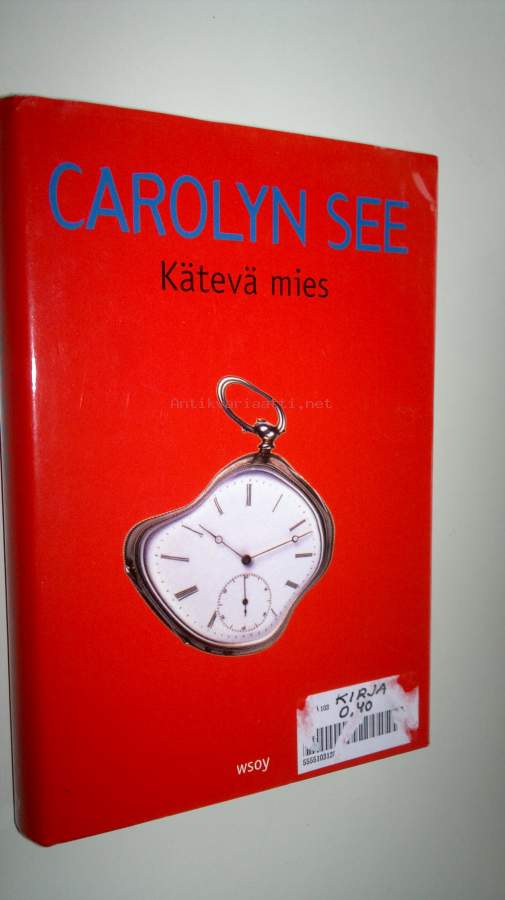 CAROLYN SEE
Kätevä mies
Antikvariaatti.net
KIRJA
0,40
wsoy